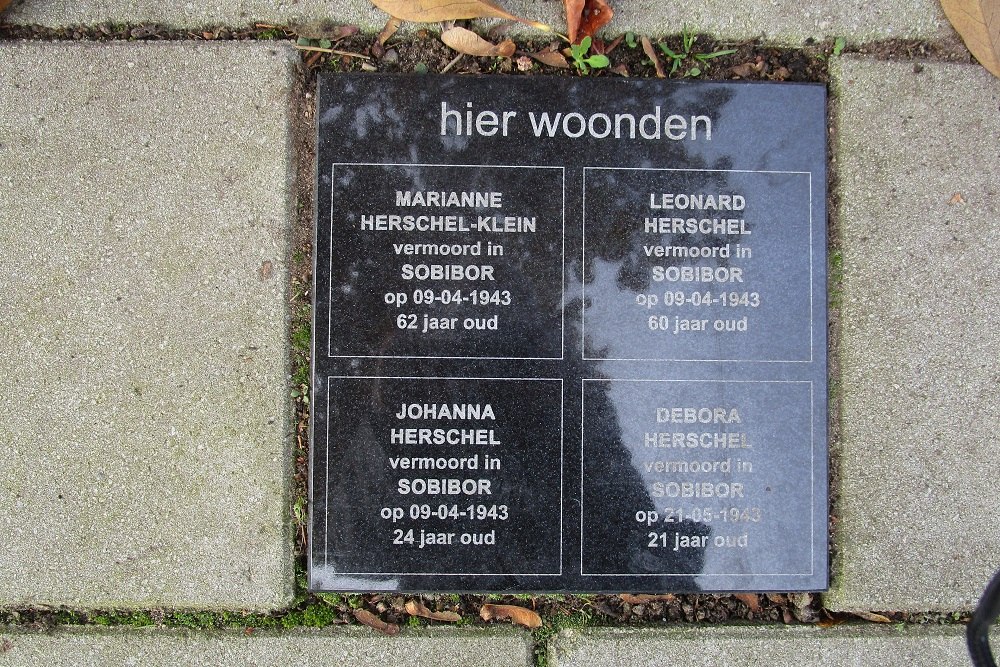 hier woonden
MARIANNE
HERSCHEL-KLEIN
vermoord in
SOBIBOR
op 09-04-1943
62 jaar oud
LEONARD
HERSCHEL
vermoord in
SOBIBOR
op 09-04-1943
60 jaar oud
JOHANNA
HERSCHEL
vermoord in
SOBIBOR
op 09-04-1943
24 jaar oud
DEBORA
HERSCHEL
vermoord in
SOBIBOR
op 21-05-1943
21 jaar oud